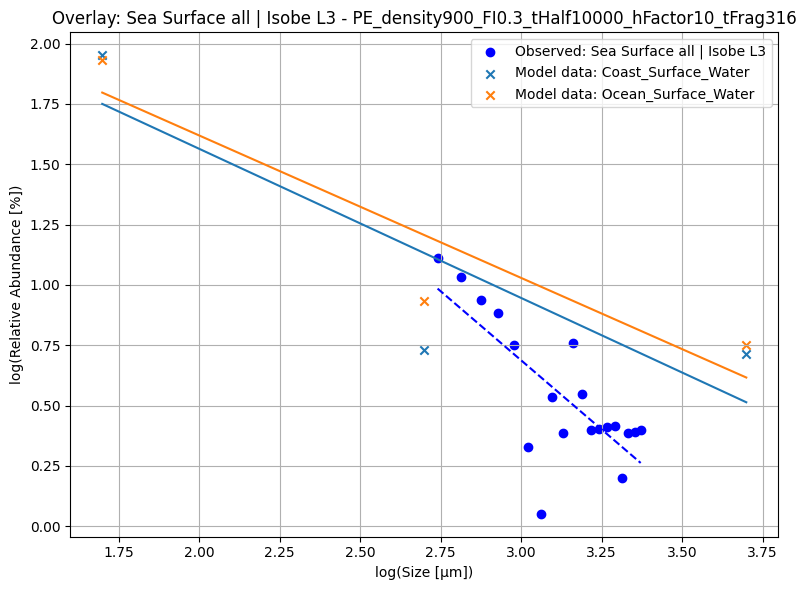 Overlay: Sea Surface all | Isobe L3 - PE_density900_FI0.3_tHalf10000_hFactor10_tFrag316
Observed: Sea Surface all | Isobe L3
Model data: Coast_Surface_Water
Model data: Ocean_Surface_Water
log(Relative Abundance [%])
2.00
1.75
1.50
1.25
1.00
0.75
0.50
0.25
0.00
1.75 2.00 2.25 2.50 2.75 3.00 3.25 3.50 3.75
log(Size [µm])